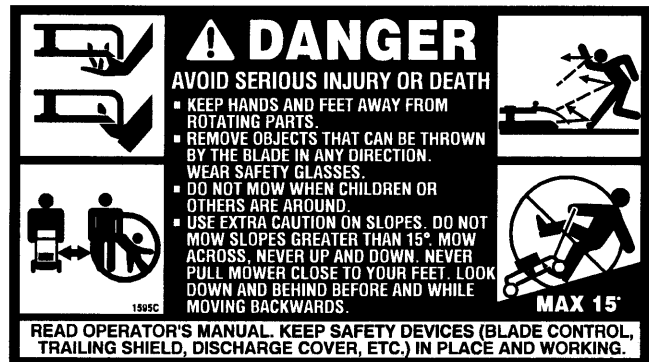 DANGER
AVOID SERIOUS INJURY OR DEATH
▪ KEEP HANDS AND FEET AWAY FROM
ROTATING PARTS.
▪ REMOVE OBJECTS THAT CAN BE THROWN
BY THE BLADE IN ANY DIRECTION.
WEAR SAFETY GLASSES.
▪ DO NOT MOW WHEN CHILDREN OR
OTHERS ARE AROUND.
▪ USE EXTRA CAUTION ON SLOPES. DO NOT
MOW SLOPES GREATER THAN 15°. MOW
ACROSS, NEVER UP AND DOWN. NEVER
PULL MOWER CLOSE TO YOUR FEET. LOOK
DOWN AND BEHIND BEFORE AND WHILE
MOVING BACKWARDS.
1595C
MAX 15°
READ OPERATOR'S MANUAL. KEEP SAFETY DEVICES (BLADE CONTROL,
TRAILING SHIELD, DISCHARGE COVER, ETC.) IN PLACE AND WORKING.